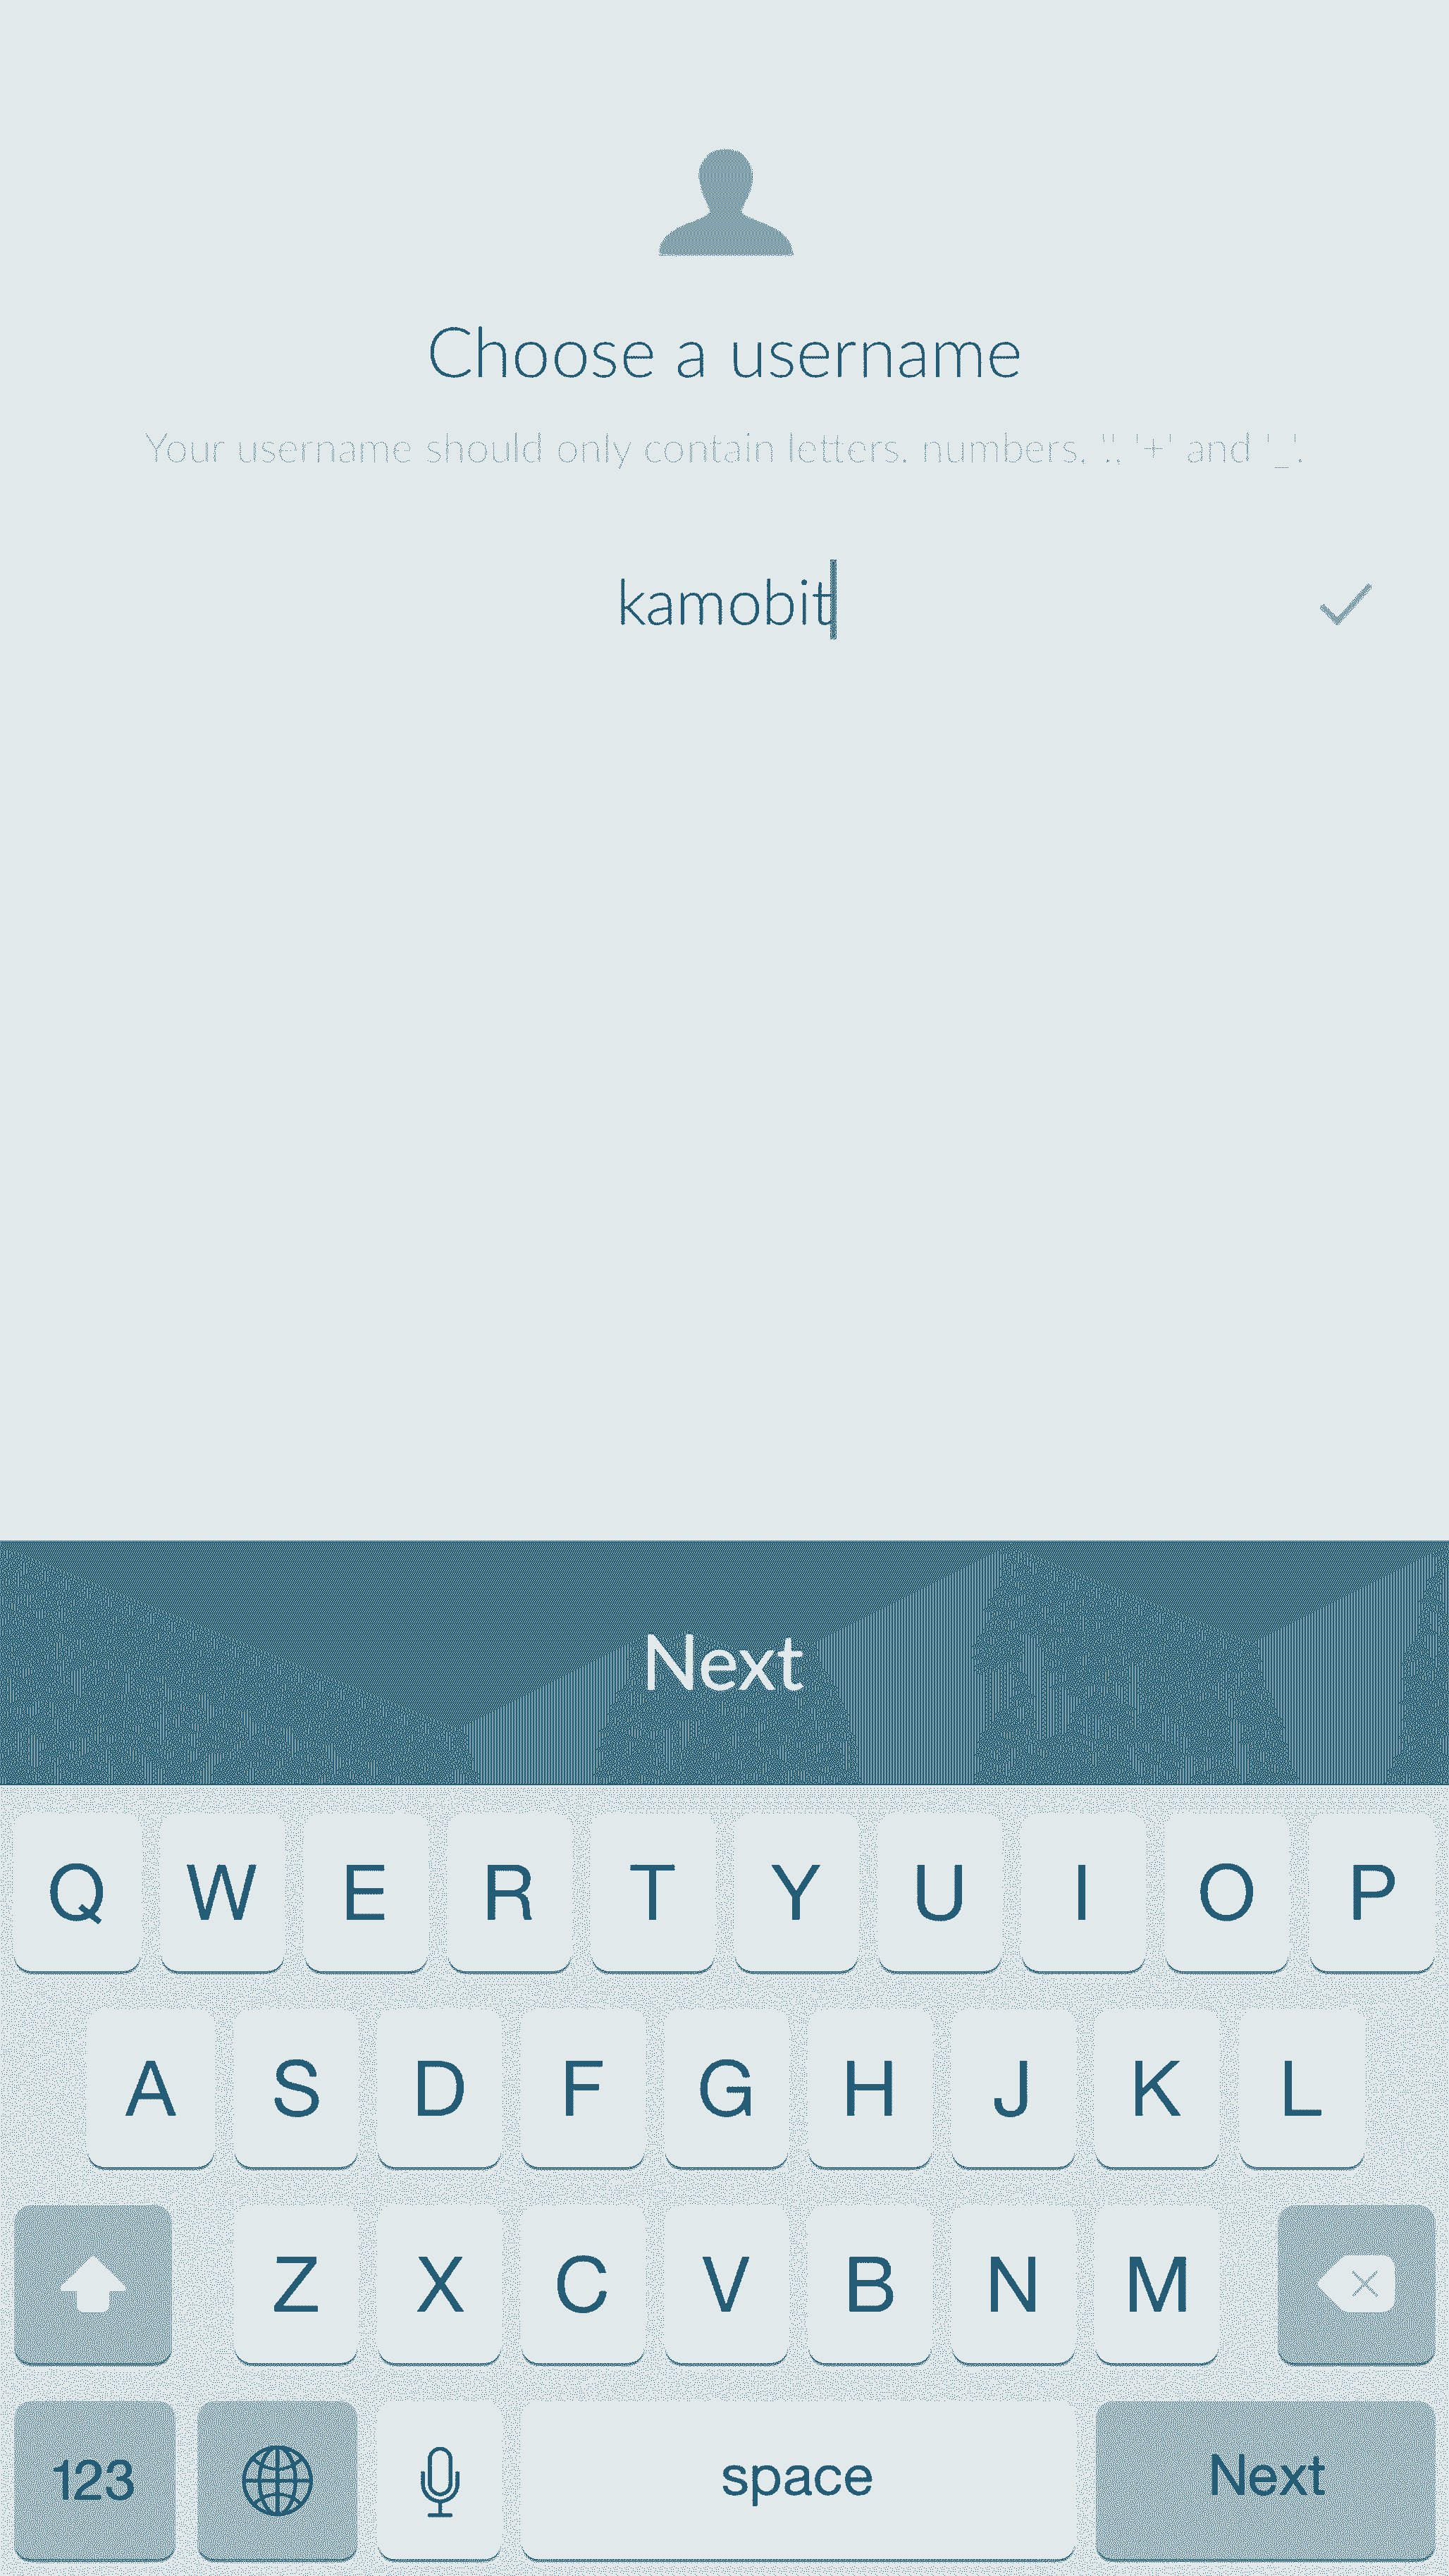 Choose a username
Your username should only contain letters, numbers, '.', '+' and '_'.
kamobit
Next
Q W E R T Y U I O P
A S D F G H J K L
Z X C V B N M
123 space Next